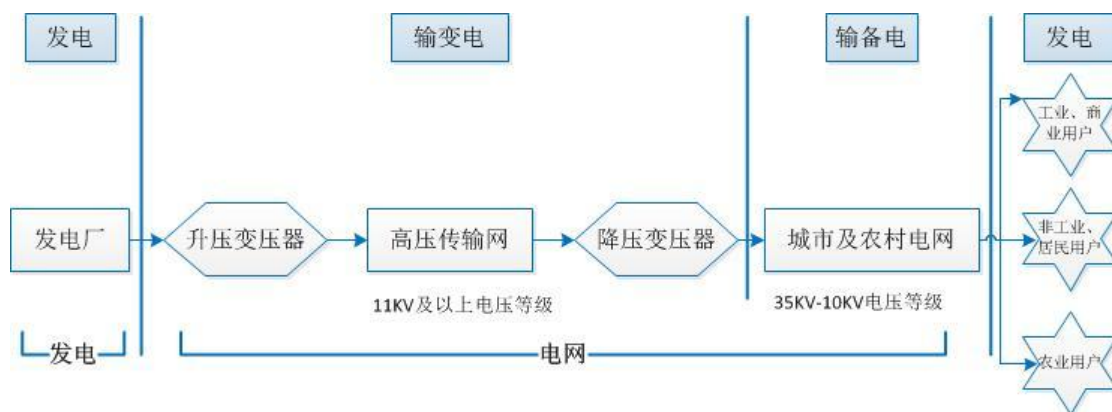 发电
输变电
输备电
发电
工业、商
业用户
发电厂
升压变压器
高压传输网
降压变压器
城市及农村电网
非工业、
居民用户
11KV及以上电压等级
35KV-10KV电压等级
发电
电网
农业用户